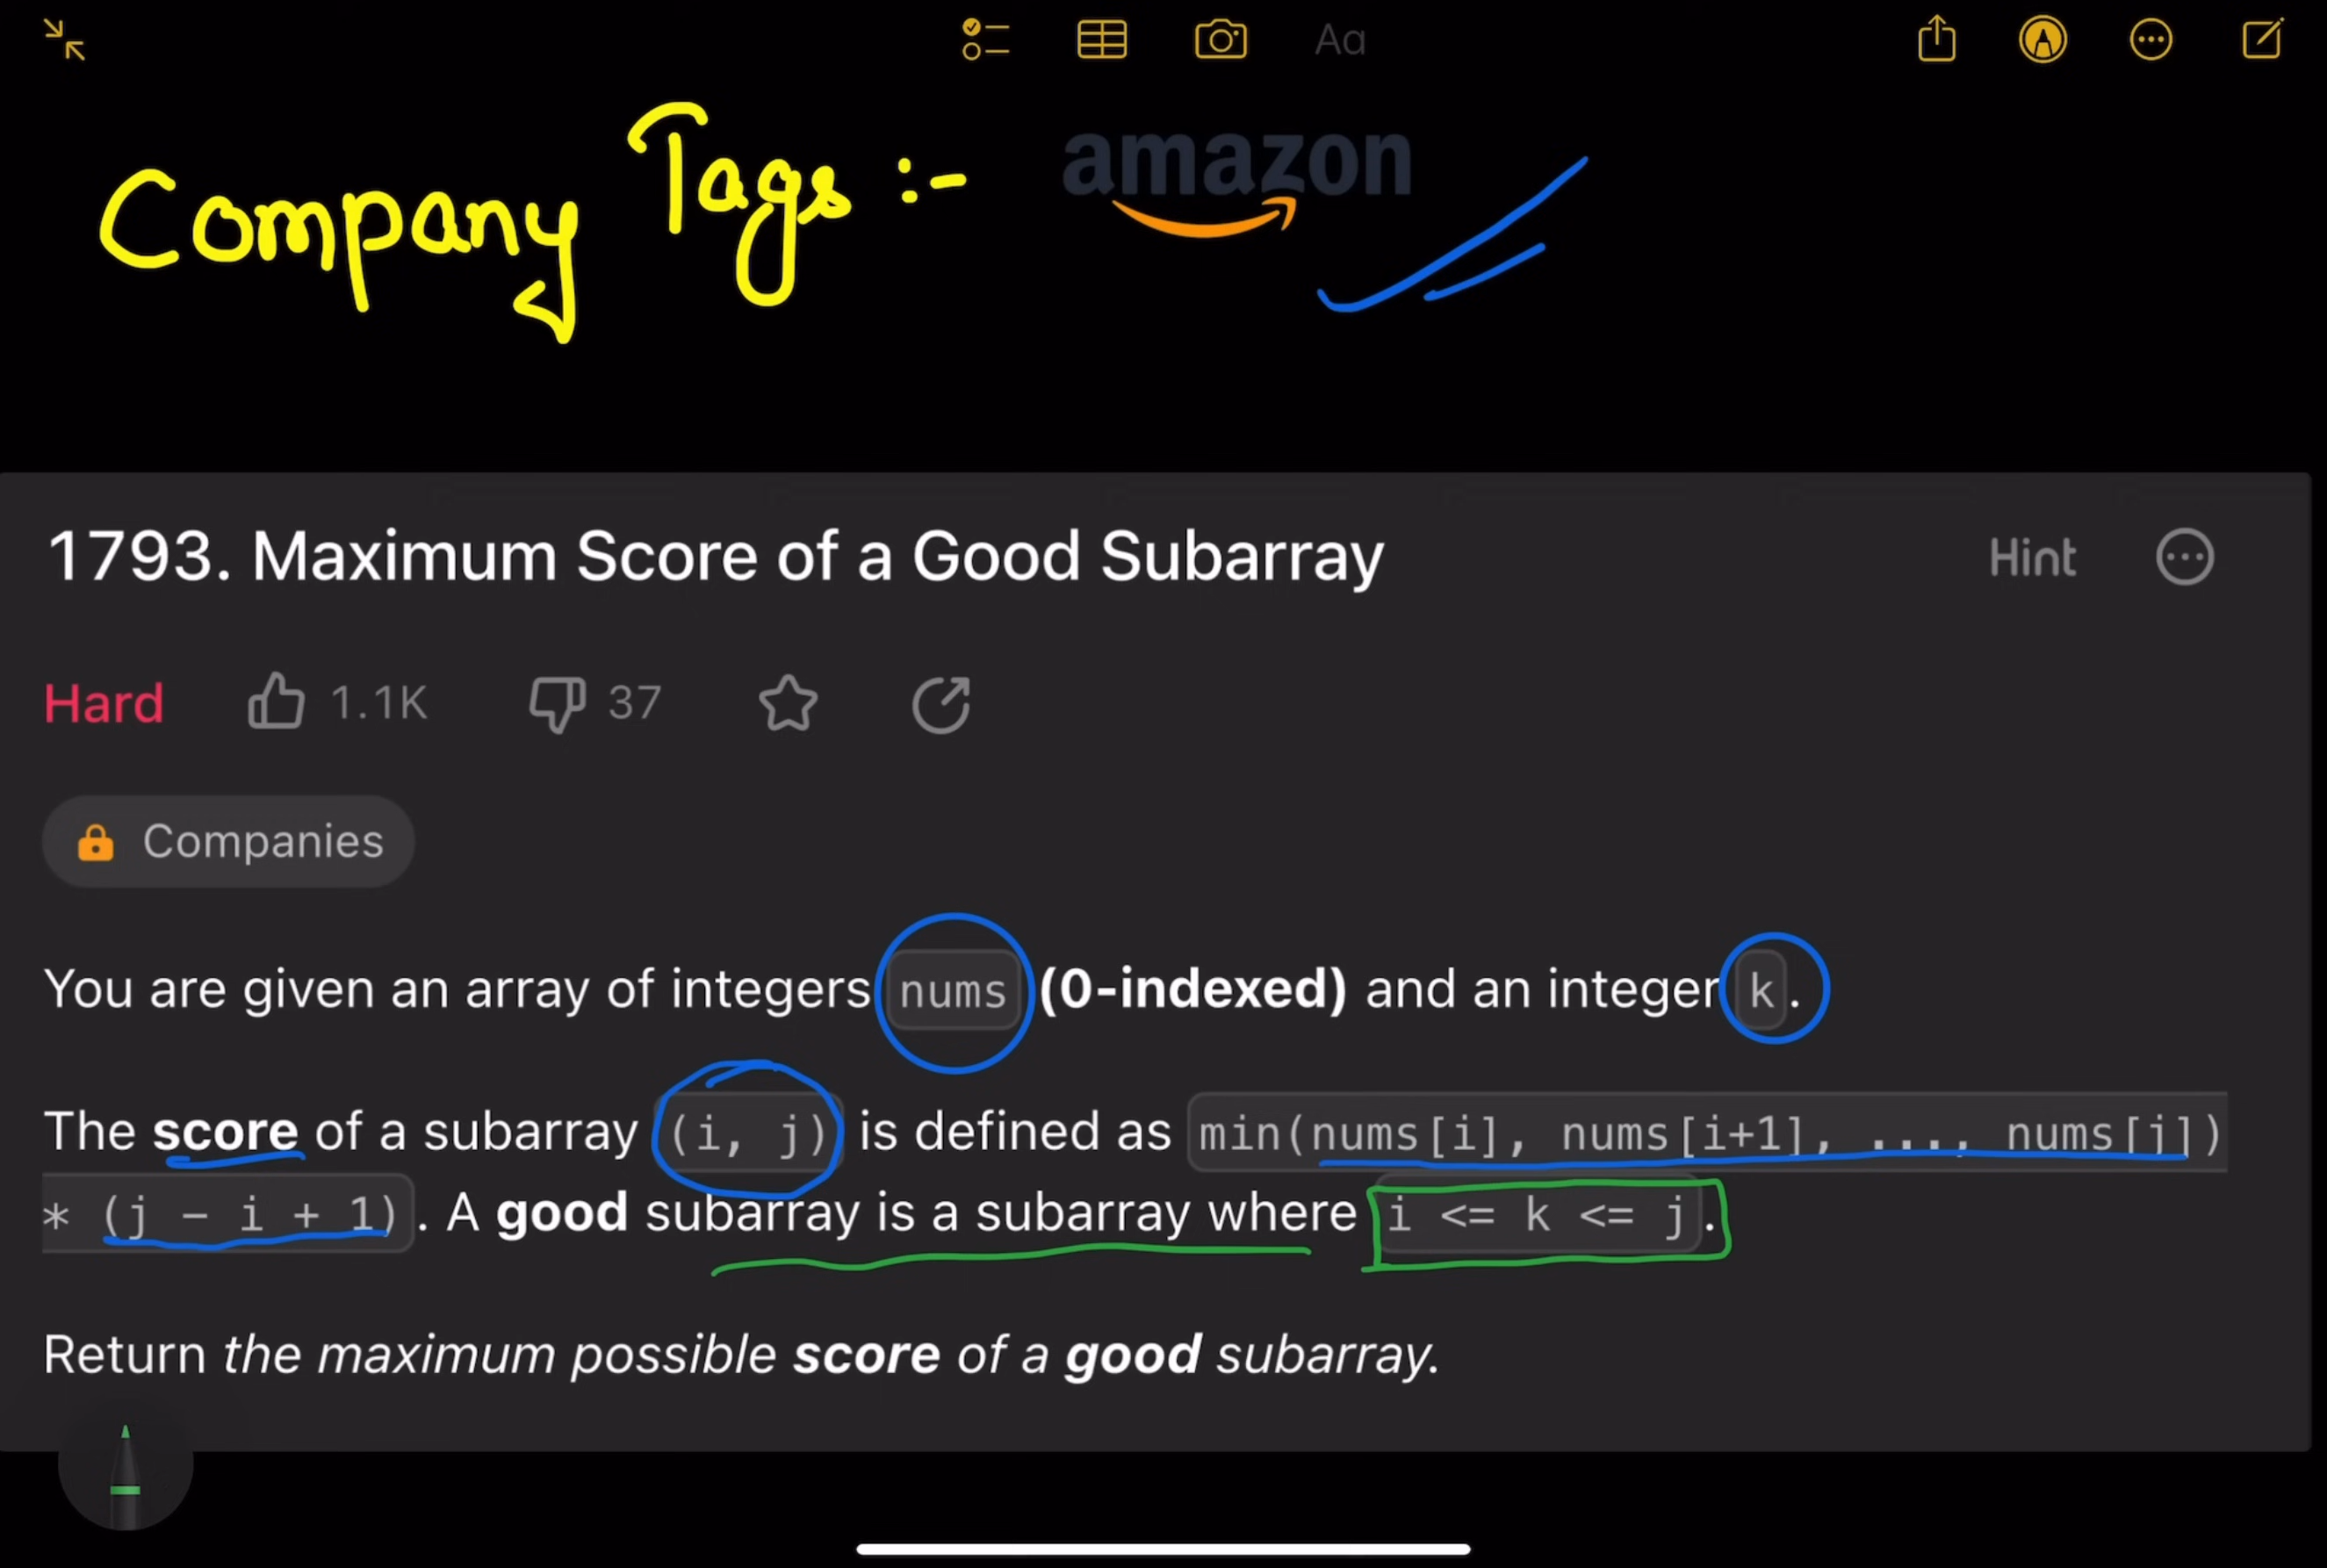 Aa
Company Tags :- amazon
1793. Maximum Score of a Good Subarray Hint
Hard 1.1K 37
Companies
You are given an array of integers nums (0-indexed) and an integer k.
The score of a subarray (i, j) is defined as min(nums[i], nums[i+1], ..., nums[j])
* (j - i + 1). A good subarray is a subarray where i <= k <= j.
Return the maximum possible score of a good subarray.